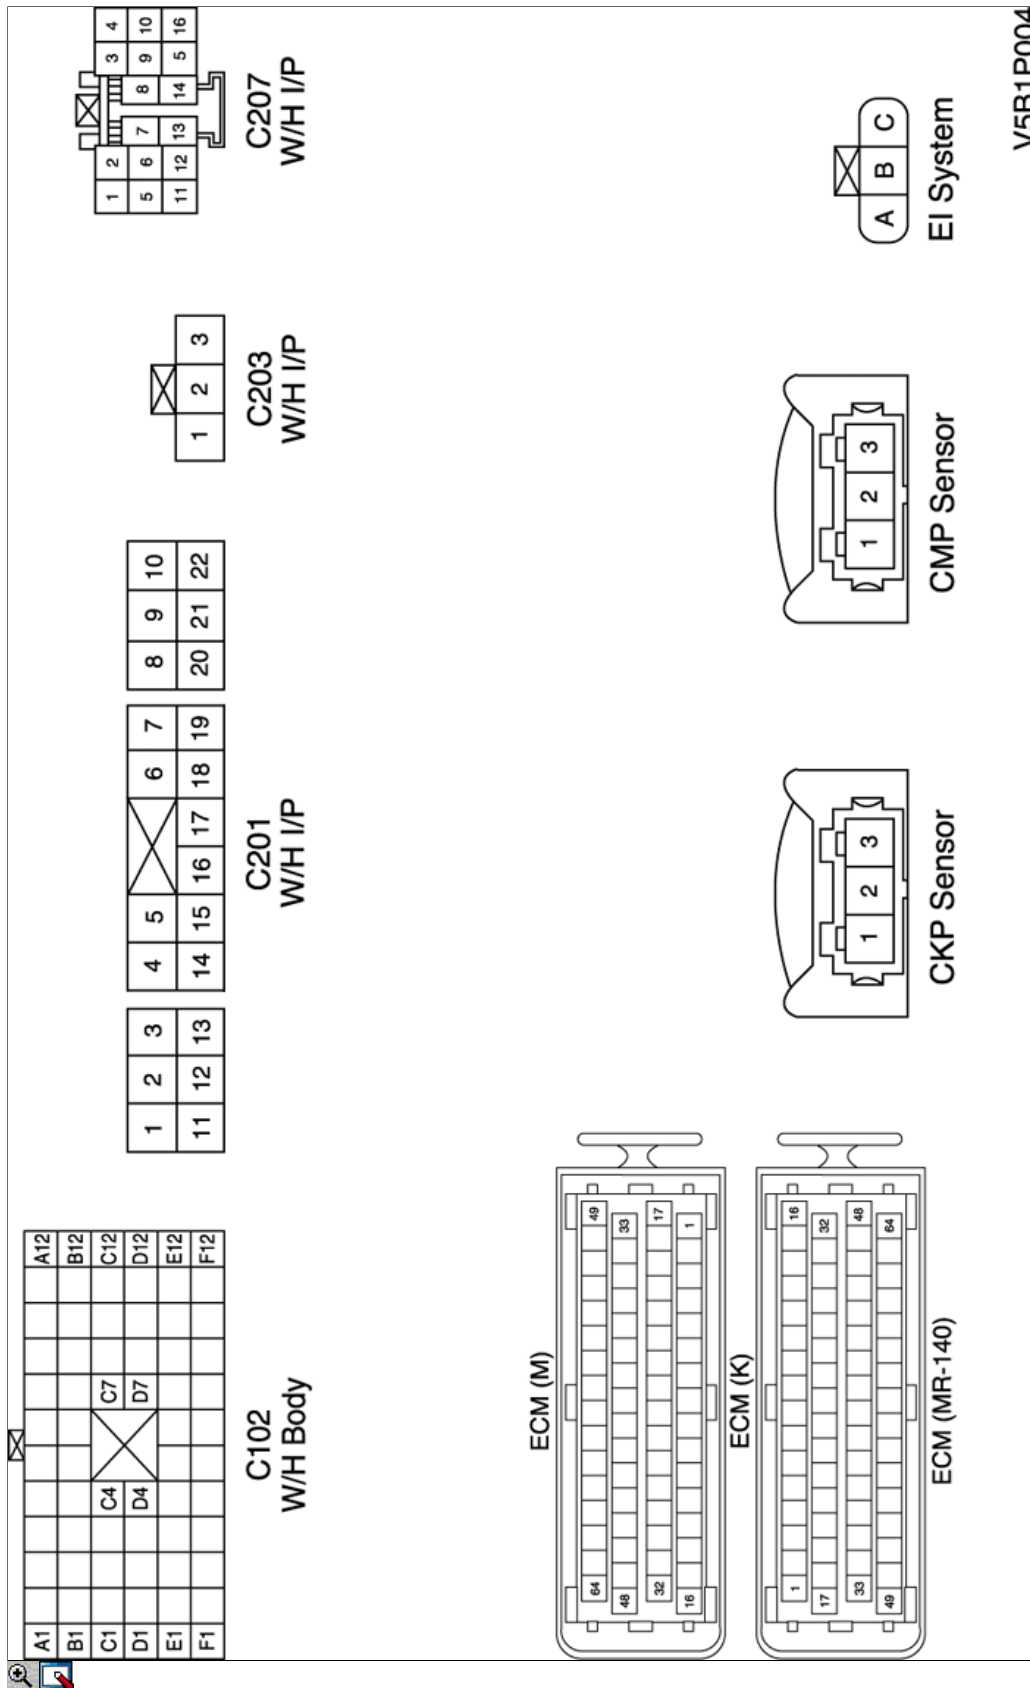 A1 A12
B1 B12
C1 C4 C7 C12
D1 D4 D7 D12
E1 E12
F1 F12
C102
W/H Body
1 2 3 4 5 6 7 8 9 10
11 12 13 14 15 16 17 18 19 20 21 22
C201
W/H I/P
1 2 3
C203
W/H I/P
1 2 3 4
5 6 7 8 9 10
11 12 13 14 5 16
C207
W/H I/P
ECM (M)
64 49
48 33
32 17
16 1
ECM (K)
1 16
17 32
33 48
49 64
ECM (MR-140)
1 2 3
CKP Sensor
1 2 3
CMP Sensor
A B C
EI System
V5B1P004